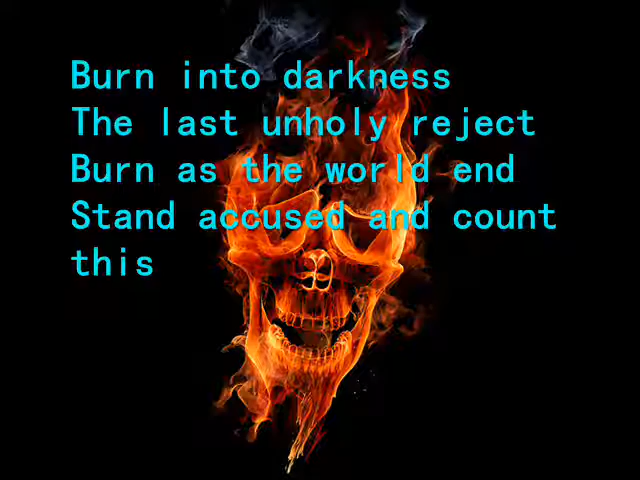 Burn into darkness
The last unholy reject
Burn as the world end
Stand accused and count
this